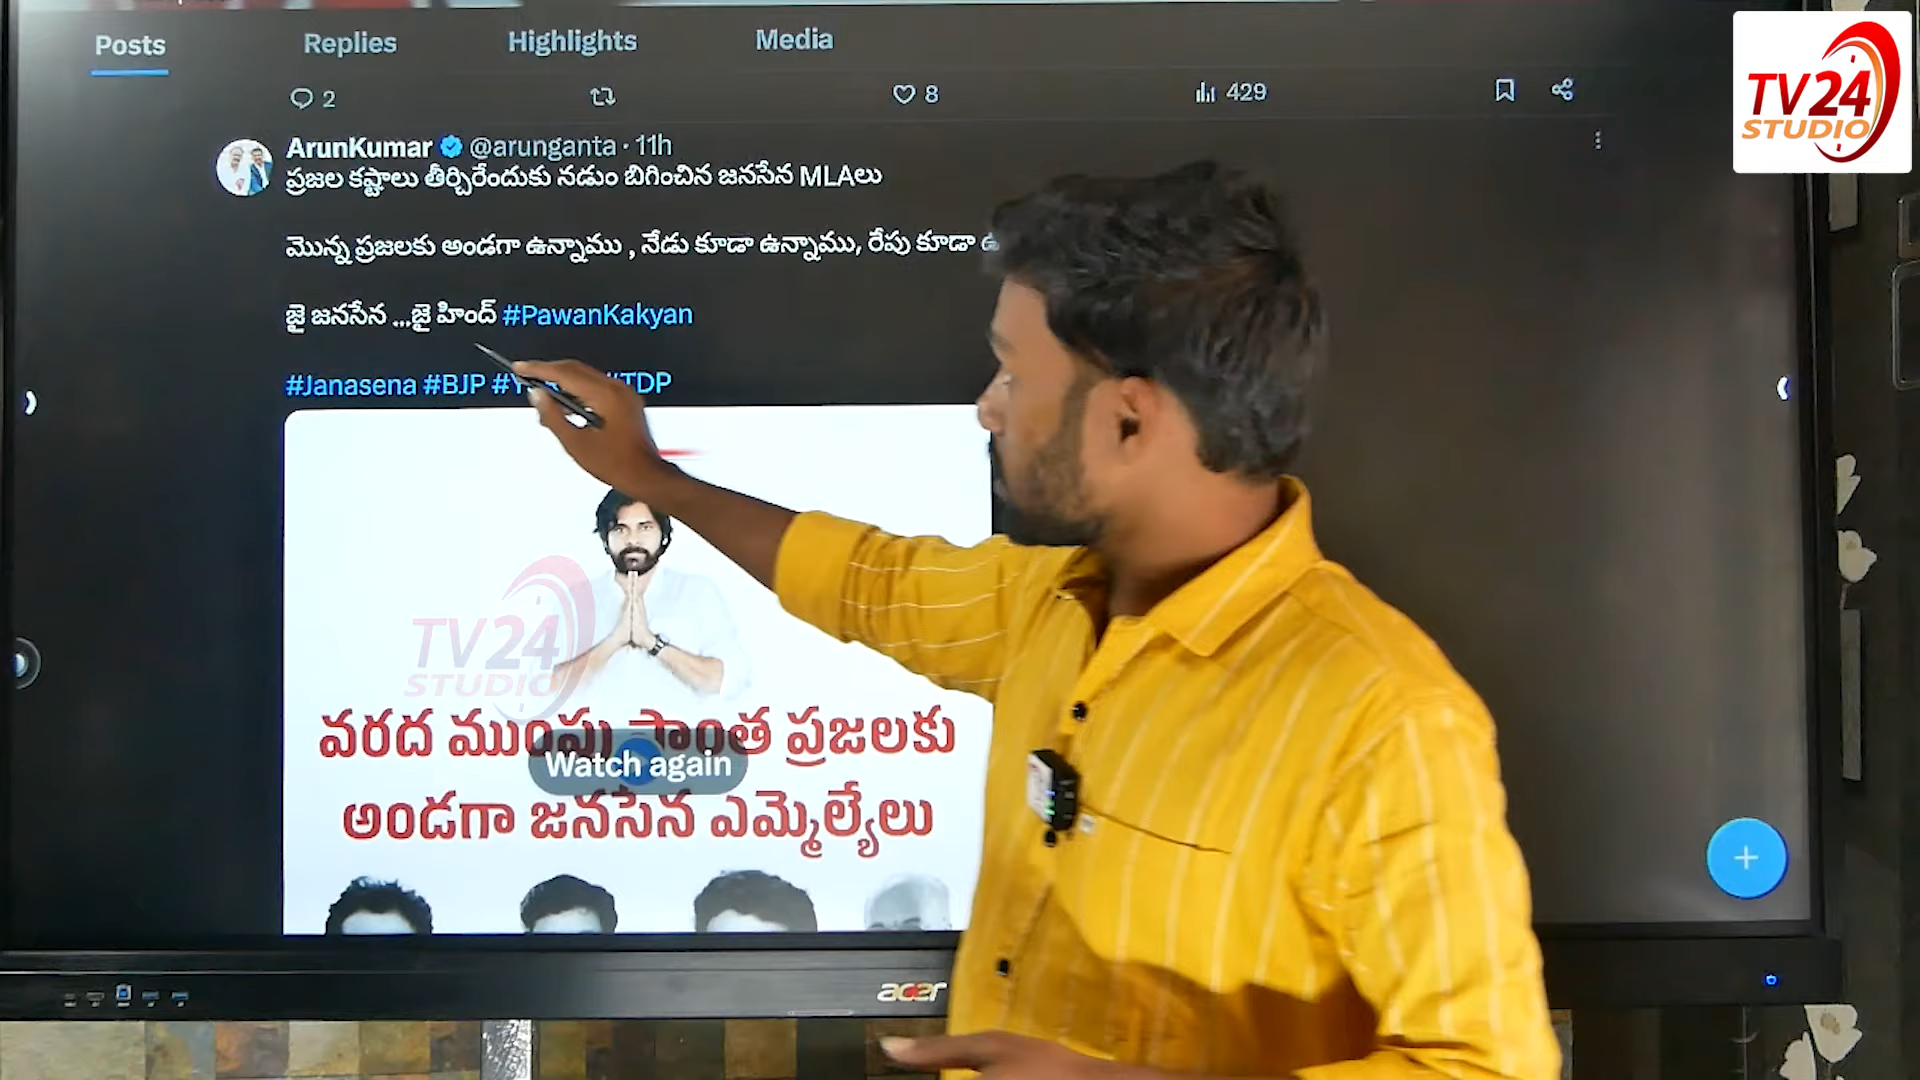 Posts Replies Highlights Media
2 8 429
ArunKumar @arunganta · 11h
ప్రజల కష్టాలు తీర్చిరేందుకు నడుం బిగించిన జనసేన MLAలు
మొన్న ప్రజలకు అండగా ఉన్నాము , నేడు కూడా ఉన్నాము, రేపు కూడా
జై జనసేన ...జై హింద్ #PawanKakyan
#Janasena #BJP #TDP
TV24
STUDIO
వరద ముంపు ప్రాంత ప్రజలకు
Watch again
అండగా జనసేన ఎమ్మెల్యేలు
acer
TV24
STUDIO